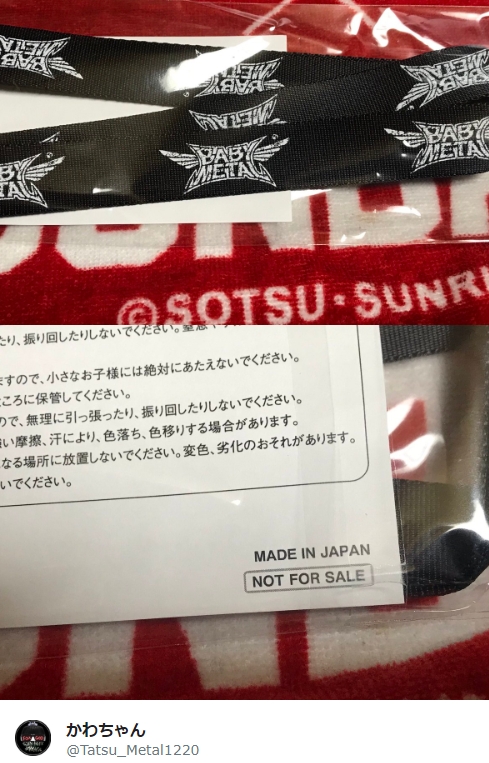 BABY METAL
BABY METAL
BABY METAL
METAL
BABY METAL
BABY METAL
BABY METAL
©SOTSU・SUNRI
たり、振り回したりしないでください。
ますので、小さなお子様には絶対にあたえないでください。
ころに保管してください。
ので、無理に引っ張ったり、振り回したりしないでください。
強い摩擦、汗により、色落ち、色移りする場合があります。
なる場所に放置しないでください。変色、劣化のおそれがあります。
いでください。
MADE IN JAPAN
NOT FOR SALE
かわちゃん
@Tatsu_Metal1220